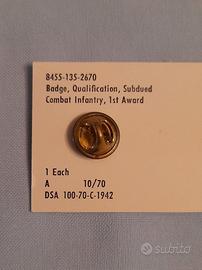 8455-135-2670
Badge, Qualification, Subdued
Combat Infantry, 1st Award
1 Each
A 10/70
DSA 100-70-C-1942
subito